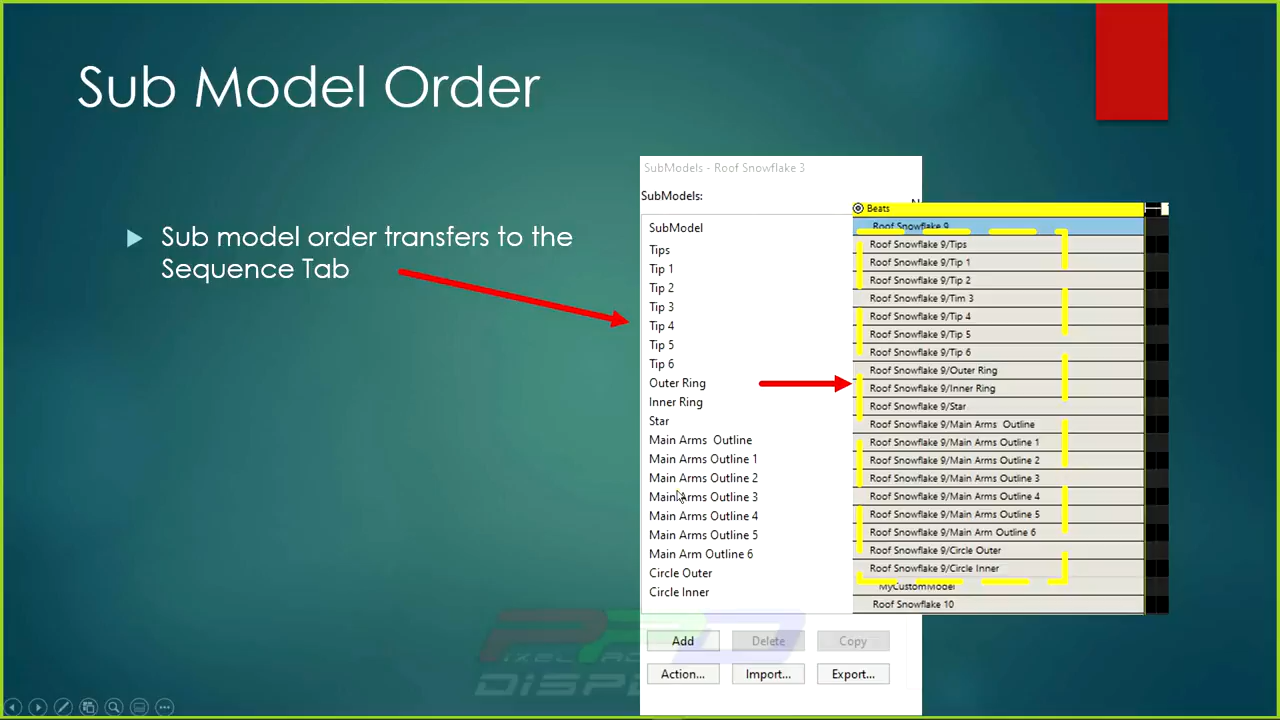 Sub Model Order
Sub model order transfers to the
Sequence Tab
SubModels - Roof Snowflake 3
SubModels:
SubModel
Tips
Tip 1
Tip 2
Tip 3
Tip 4
Tip 5
Tip 6
Outer Ring
Inner Ring
Star
Main Arms  Outline
Main Arms Outline 1
Main Arms Outline 2
Main Arms Outline 3
Main Arms Outline 4
Main Arms Outline 5
Main Arm Outline 6
Circle Outer
Circle Inner
Add
Delete
Copy
Action...
Import...
Export...
Beats
Roof Snowflake 9
Roof Snowflake 9/Tips
Roof Snowflake 9/Tip 1
Roof Snowflake 9/Tip 2
Roof Snowflake 9/Tim 3
Roof Snowflake 9/Tip 4
Roof Snowflake 9/Tip 5
Roof Snowflake 9/Tip 6
Roof Snowflake 9/Outer Ring
Roof Snowflake 9/Inner Ring
Roof Snowflake 9/Star
Roof Snowflake 9/Main Arms  Outline
Roof Snowflake 9/Main Arms Outline 1
Roof Snowflake 9/Main Arms Outline 2
Roof Snowflake 9/Main Arms Outline 3
Roof Snowflake 9/Main Arms Outline 4
Roof Snowflake 9/Main Arms Outline 5
Roof Snowflake 9/Main Arm Outline 6
Roof Snowflake 9/Circle Outer
Roof Snowflake 9/Circle Inner
MyCustomModel
Roof Snowflake 10